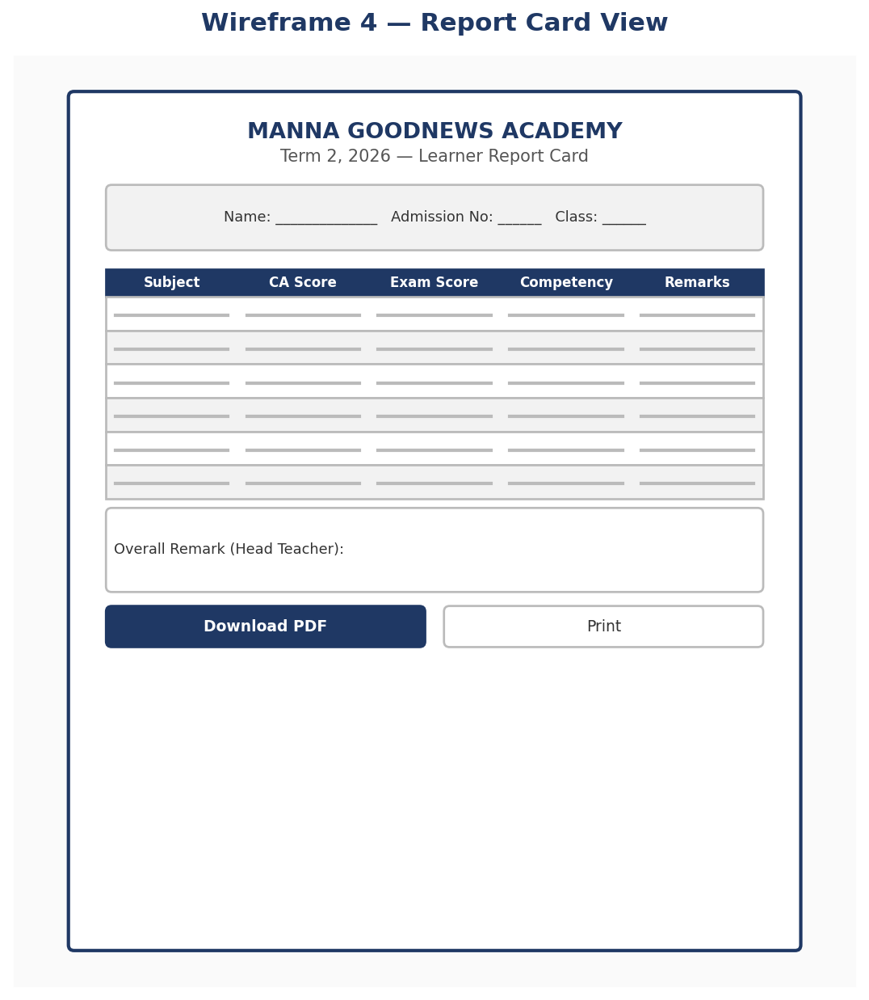 Wireframe 4 — Report Card View
MANNA GOODNEWS ACADEMY
Term 2, 2026 — Learner Report Card
Name: ______________   Admission No: ______   Class: ______
Subject   CA Score   Exam Score   Competency   Remarks
Overall Remark (Head Teacher):
Download PDF   Print